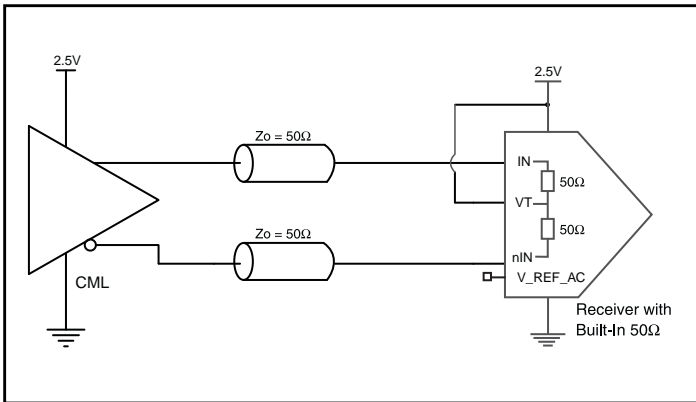 2.5V
2.5V
Zo = 50Ω
IN
50Ω
VT
50Ω
Zo = 50Ω
nIN
V_REF_AC
CML
Receiver with
Built-In 50Ω